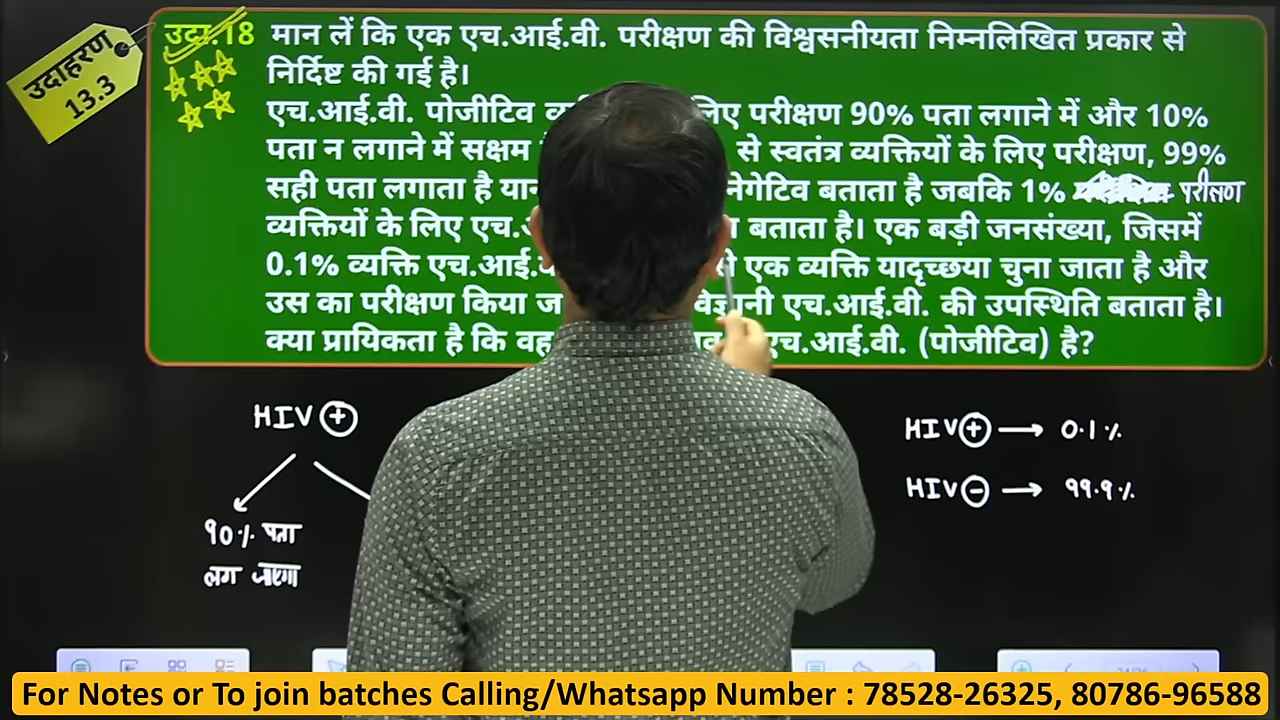 उदाहरण
13.3
उदा.18 मान लें कि एक एच.आई.वी. परीक्षण की विश्वसनीयता निम्नलिखित प्रकार से
निर्दिष्ट की गई है।
एच.आई.वी. पोजीटिव लिए परीक्षण 90% पता लगाने में और 10%
पता न लगाने में सक्षम से स्वतंत्र व्यक्तियों के लिए परीक्षण, 99%
सही पता लगाता है नेगेटिव बताता है जबकि 1% परीक्षण
व्यक्तियों के लिए बताता है। एक बड़ी जनसंख्या, जिसमें
0.1% व्यक्ति एक व्यक्ति यादृच्छया चुना जाता है और
उस का परीक्षण किया एच.आई.वी. की उपस्थिति बताता है।
क्या प्रायिकता है कि वह एच.आई.वी. (पोजीटिव) है?
HIV +
90% पता
लग जाएगा
HIV + → 0.1%
HIV - → 99.9%
For Notes or To join batches Calling/Whatsapp Number : 78528-26325, 80786-96588